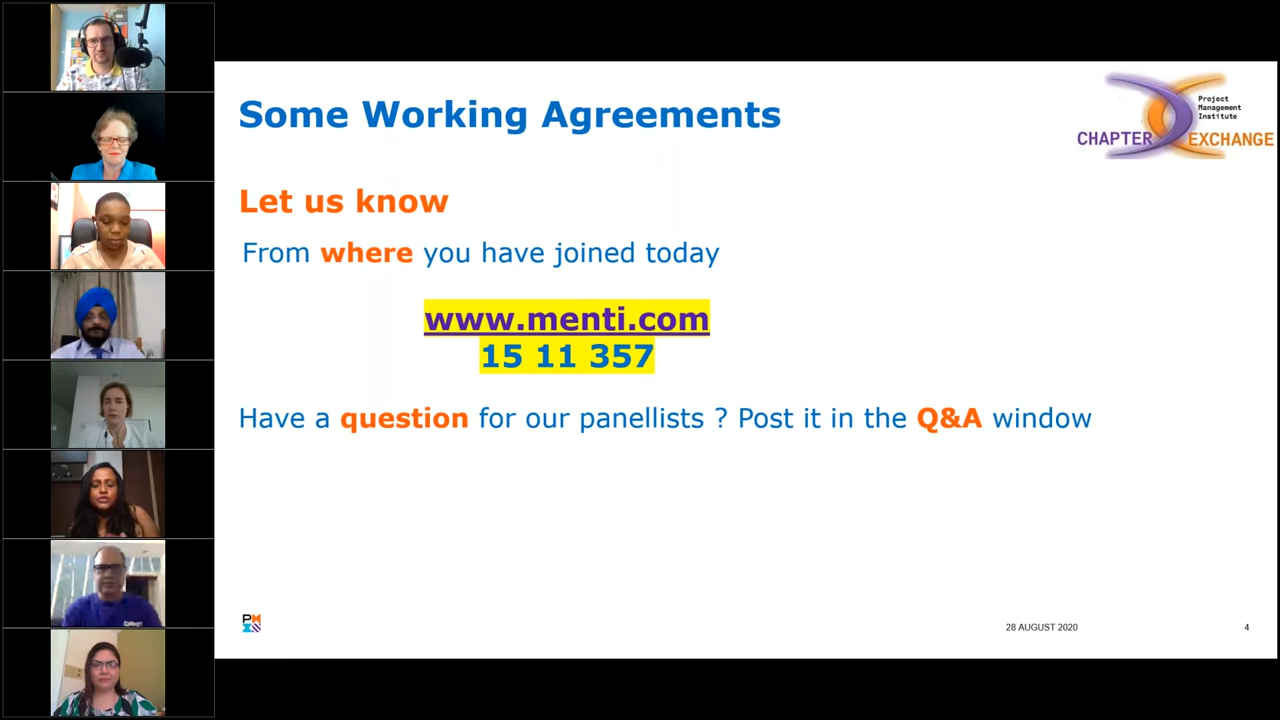 Some Working Agreements
Project
Management
Institute
CHAPTER EXCHANGE
Let us know
From where you have joined today
www.menti.com
15 11 357
Have a question for our panellists ? Post it in the Q&A window
PM
I
28 AUGUST 2020
4